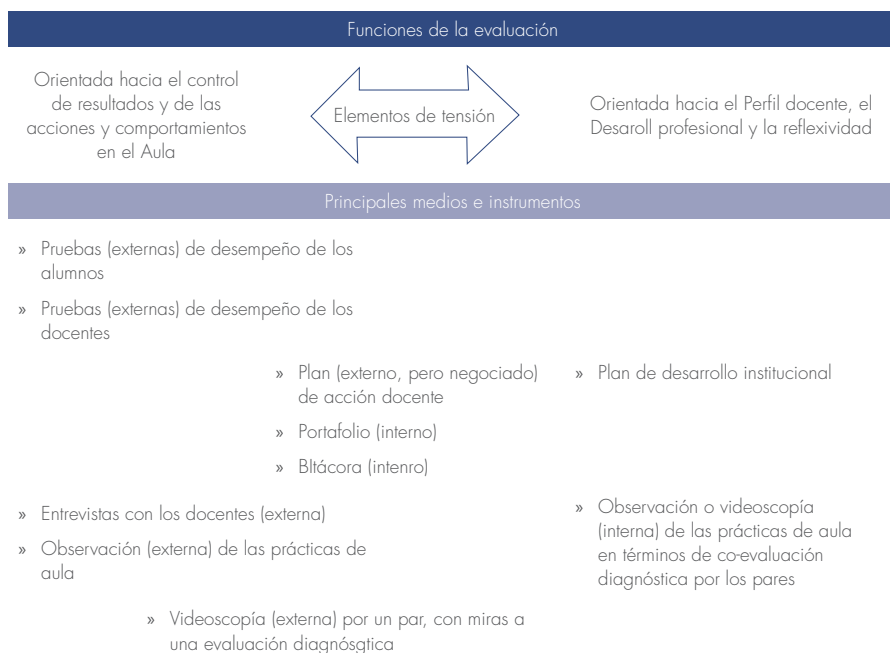 Funciones de la evaluación
Orientada hacia el control
de resultados y de las
acciones y comportamientos
en el Aula
Elementos de tensión
Orientada hacia el Perfil docente, el
Desaroll profesional y la reflexividad
Principales medios e instrumentos
» Pruebas (externas) de desempeño de los
alumnos
» Pruebas (externas) de desempeño de los
docentes
» Plan (externo, pero negociado)
de acción docente
» Portafolio (interno)
» BItácora (intenro)
» Plan de desarrollo institucional
» Entrevistas con los docentes (externa)
» Observación (externa) de las prácticas de
aula
» Observación o videoscopía
(interna) de las prácticas de aula
en términos de co-evaluación
diagnóstica por los pares
» Videoscopía (externa) por un par, con miras a
una evaluación diagnósgtica